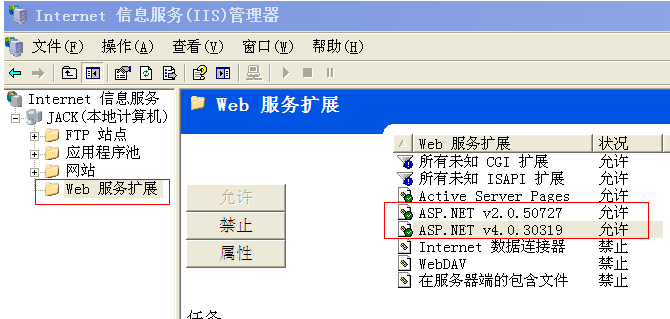 Internet 信息服务(IIS)管理器
文件(F) 操作(A) 查看(V) 窗口(W) 帮助(H)
Internet 信息服务
JACK(本地计算机)
FTP 站点
应用程序池
网站
Web 服务扩展
Web 服务扩展
允许
禁止
属性
Web 服务扩展 状况
所有未知 CGI 扩展 允许
所有未知 ISAPI 扩展 允许
Active Server Pages 允许
ASP.NET v2.0.50727 允许
ASP.NET v4.0.30319 允许
Internet 数据连接器 禁止
WebDAV 禁止
在服务器端的包含文件 禁止
任务